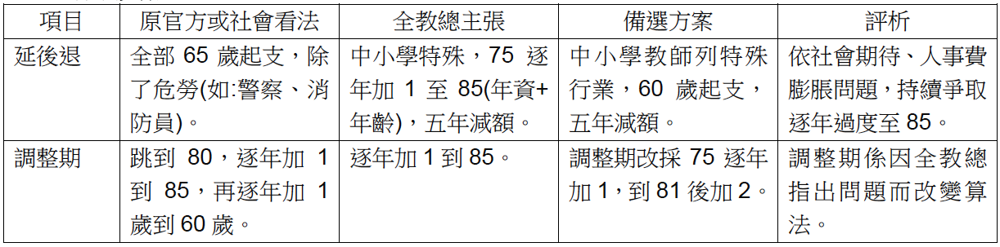 項目 原官方或社會看法 全教總主張 備選方案 評析
延後退
全部 65 歲起支，除
了危勞(如:警察、消
防員)。
中小學特殊，75 逐
年加 1 至 85(年資+
年齡)，五年減額。
中小學教師列特殊
行業，60 歲起支，
五年減額。
依社會期待、人事費
膨脹問題，持續爭取
逐年過度至 85。
調整期
跳到 80，逐年加 1
到 85，再逐年加 1
歲到 60 歲。
逐年加 1 到 85。
調整期改採 75 逐年
加 1，到 81 後加 2。
調整期係因全教總
指出問題而改變算
法。